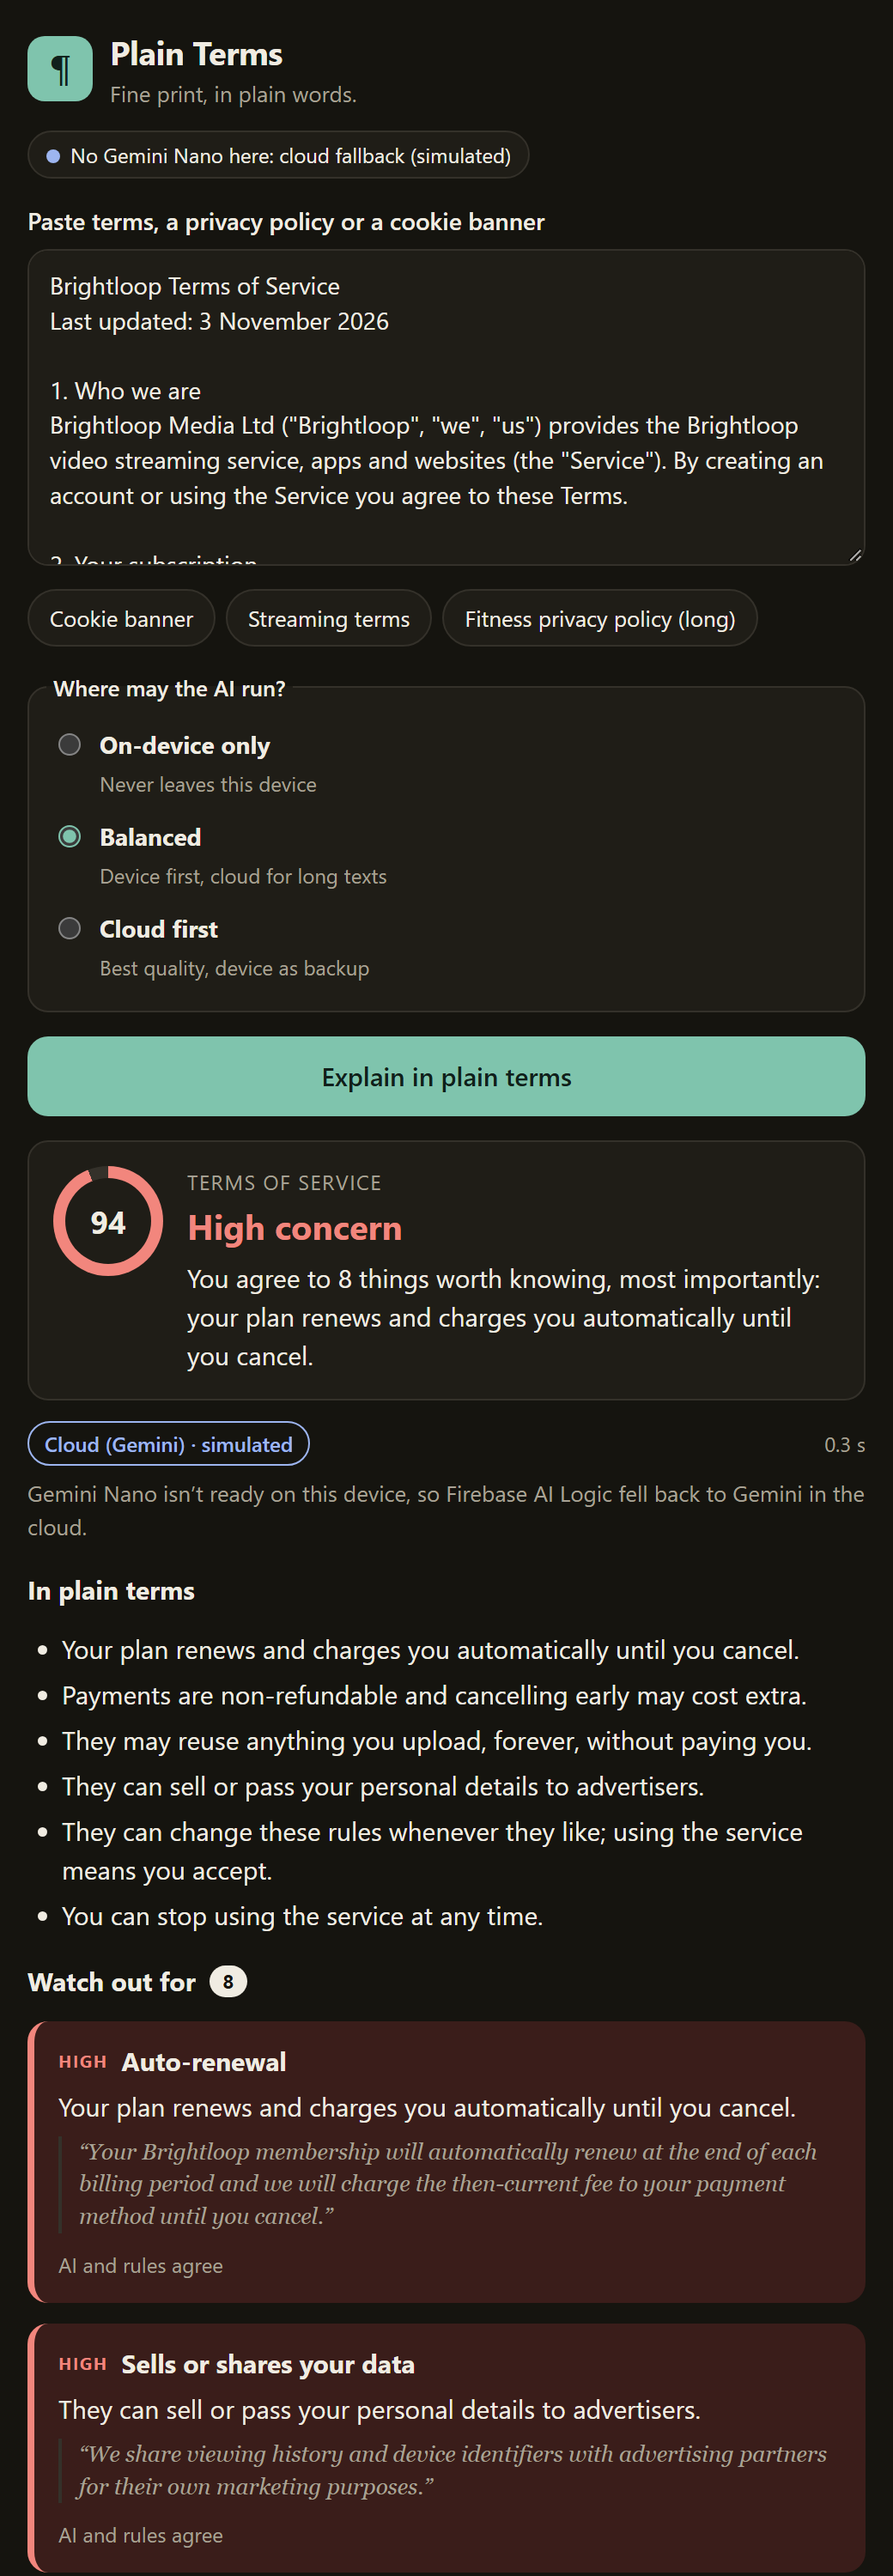 ¶
Plain Terms
Fine print, in plain words.
No Gemini Nano here: cloud fallback (simulated)
Paste terms, a privacy policy or a cookie banner
Brightloop Terms of Service
Last updated: 3 November 2026
1. Who we are
Brightloop Media Ltd ("Brightloop", "we", "us") provides the Brightloop
video streaming service, apps and websites (the "Service"). By creating an
account or using the Service you agree to these Terms.
2. Your subscription
Cookie banner
Streaming terms
Fitness privacy policy (long)
Where may the AI run?
On-device only
Never leaves this device
Balanced
Device first, cloud for long texts
Cloud first
Best quality, device as backup
Explain in plain terms
94
TERMS OF SERVICE
High concern
You agree to 8 things worth knowing, most importantly:
your plan renews and charges you automatically until
you cancel.
Cloud (Gemini) · simulated
0.3 s
Gemini Nano isn’t ready on this device, so Firebase AI Logic fell back to Gemini in the
cloud.
In plain terms
• Your plan renews and charges you automatically until you cancel.
• Payments are non-refundable and cancelling early may cost extra.
• They may reuse anything you upload, forever, without paying you.
• They can sell or pass your personal details to advertisers.
• They can change these rules whenever they like; using the service
means you accept.
• You can stop using the service at any time.
Watch out for 8
HIGH Auto-renewal
Your plan renews and charges you automatically until you cancel.
“Your Brightloop membership will automatically renew at the end of each
billing period and we will charge the then-current fee to your payment
method until you cancel.”
AI and rules agree
HIGH Sells or shares your data
They can sell or pass your personal details to advertisers.
“We share viewing history and device identifiers with advertising partners
for their own marketing purposes.”
AI and rules agree